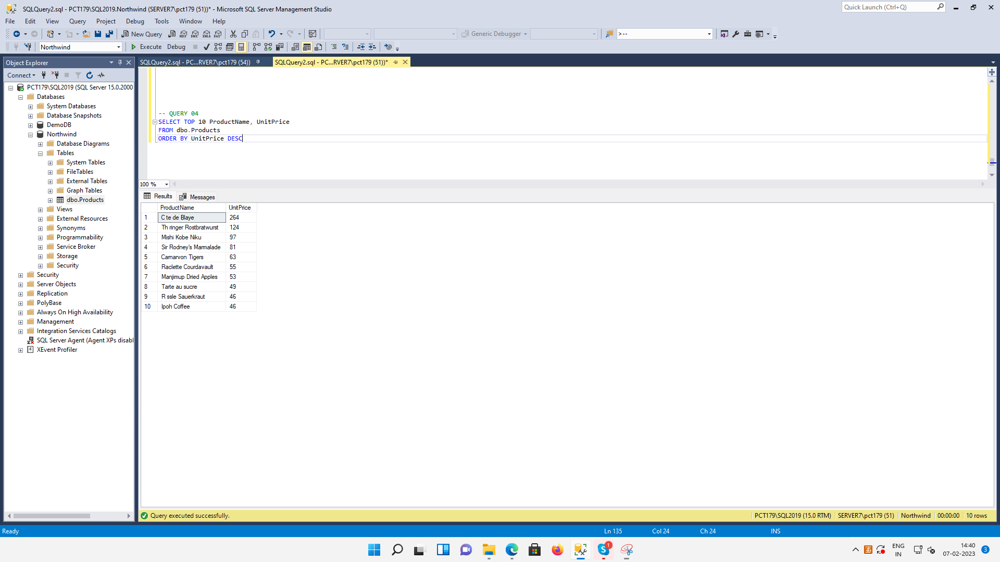 SQLQuery2.sql - PCT179\SQL2019.Northwind (SERVER7\pct179 (51))* - Microsoft SQL Server Management Studio
Quick Launch (Ctrl+Q)
File Edit View Query Project Debug Tools Window Help
New Query
MDX DMX XMLA DAX
Generic Debugger
>--
Northwind
Execute Debug
Object Explorer
SQLQuery2.sql - PC...RVER7\pct179 (54))
SQLQuery2.sql - PC...RVER7\pct179 (51))*
Connect
PCT179\SQL2019 (SQL Server 15.0.2000
Databases
System Databases
Database Snapshots
DemoDB
Northwind
Database Diagrams
Tables
System Tables
FileTables
External Tables
Graph Tables
dbo.Products
Views
External Resources
Synonyms
Programmability
Service Broker
Storage
Security
Security
Server Objects
Replication
PolyBase
Always On High Availability
Management
Integration Services Catalogs
SQL Server Agent (Agent XPs disabl
XEvent Profiler
-- QUERY 04
SELECT TOP 10 ProductName, UnitPrice
FROM dbo.Products
ORDER BY UnitPrice DESC
100 %
Results Messages
ProductName UnitPrice
1 C te de Blaye 264
2 Th ringer Rostbratwurst 124
3 Mishi Kobe Niku 97
4 Sir Rodney's Marmalade 81
5 Carnarvon Tigers 63
6 Raclette Courdavault 55
7 Manjimup Dried Apples 53
8 Tarte au sucre 49
9 R ssle Sauerkraut 46
10 Ipoh Coffee 46
Query executed successfully.
PCT179\SQL2019 (15.0 RTM) SERVER7\pct179 (51) Northwind 00:00:00 10 rows
Ready Ln 135 Col 24 Ch 24 INS
1
ENG
IN
14:40
07-02-2023
3